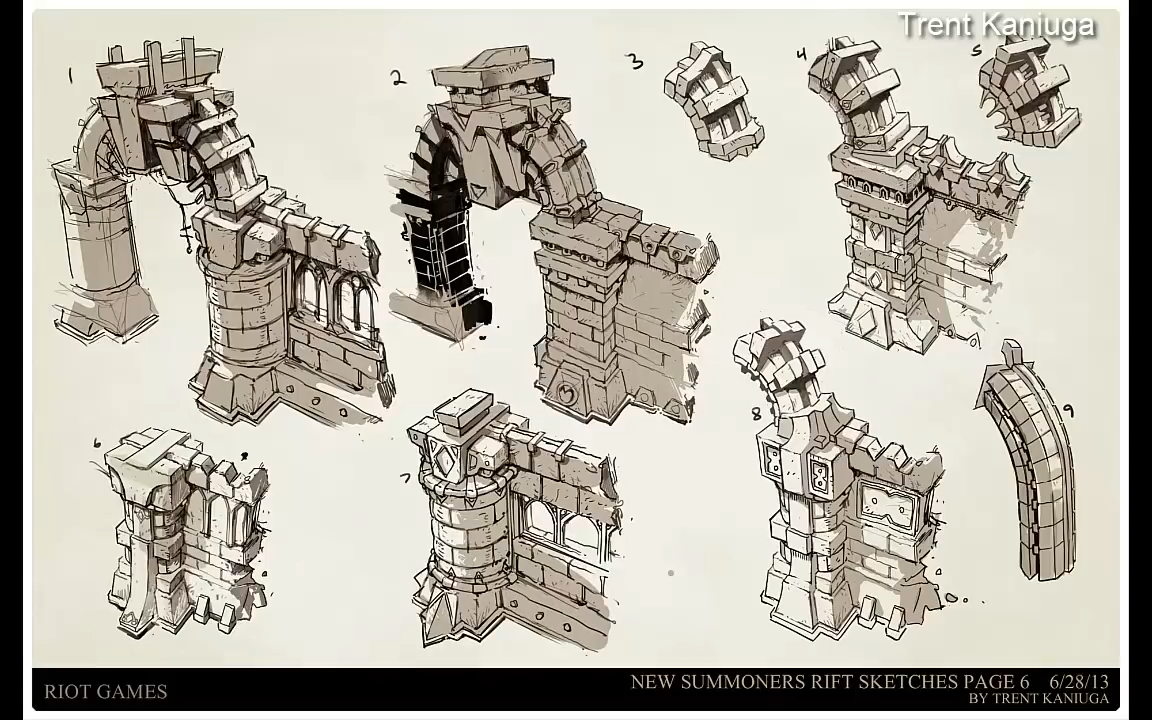 Trent Kaniuga
1
2
3
4
5
6
7
8
9
RIOT GAMES
NEW SUMMONERS RIFT SKETCHES PAGE 6 6/28/13
BY TRENT KANIUGA